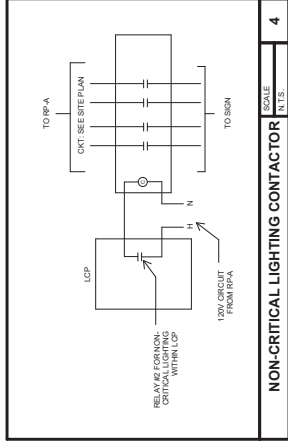 TO RP-A
CKT: SEE SITE PLAN
TO SIGN
C
LCP
N
H
RELAY #2 FOR NON-
CRITICAL LIGHTING
WITHIN LCP
120V CIRCUIT
FROM RP-A
NON-CRITICAL LIGHTING CONTACTOR
SCALE
N.T.S.
4